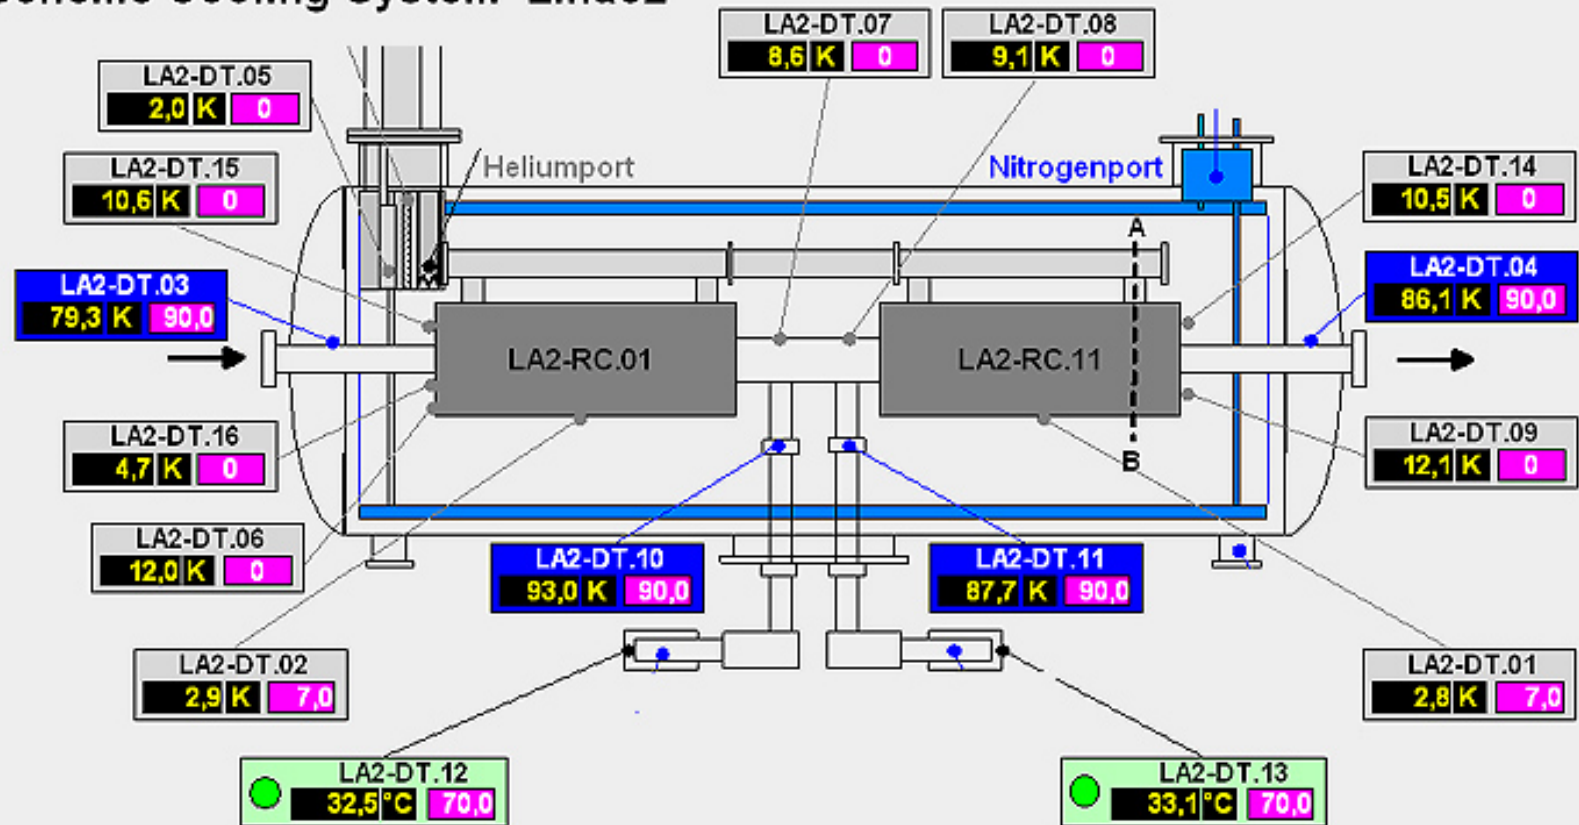 Cooling System
LA2-DT.07
8,6 K 0
LA2-DT.08
9,1 K 0
LA2-DT.05
2,0 K 0
LA2-DT.15
10,6 K 0
Heliumport
Nitrogenport
LA2-DT.14
10,5 K 0
A
LA2-DT.03
79,3 K 90,0
LA2-DT.04
86,1 K 90,0
LA2-RC.01
LA2-RC.11
LA2-DT.16
4,7 K 0
LA2-DT.09
12,1 K 0
B
LA2-DT.06
12,0 K 0
LA2-DT.10
93,0 K 90,0
LA2-DT.11
87,7 K 90,0
LA2-DT.02
2,9 K 7,0
LA2-DT.01
2,8 K 7,0
LA2-DT.12
32,5 °C 70,0
LA2-DT.13
33,1 °C 70,0